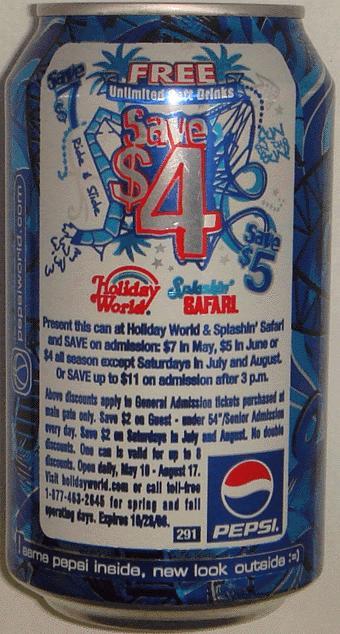 FREE
Unlimited Soft Drinks
Save
$7
Save
$4
Ride & Slide
Save
$5
Holiday World.
Splashin' SAFARI.
Present this can at Holiday World & Splashin' Safari
and SAVE on admission: $7 in May, $5 in June or
$4 all season except Saturdays in July and August.
Or SAVE up to $11 on admission after 3 p.m.
Above discounts apply to General Admission tickets purchased at
main gate only. Save $2 on Guest - under 54"/Senior Admission
every day. Save $2 on Saturdays in July and August. No double
discounts. One can is valid for up to 8
discounts. Open daily, May 10 - August 17.
Visit holidayworld.com or call toll-free
1-877-463-2645 for spring and fall
operating days. Expires
291
PEPSI.
pepsiworld.com
same pepsi inside, new look outside :=)